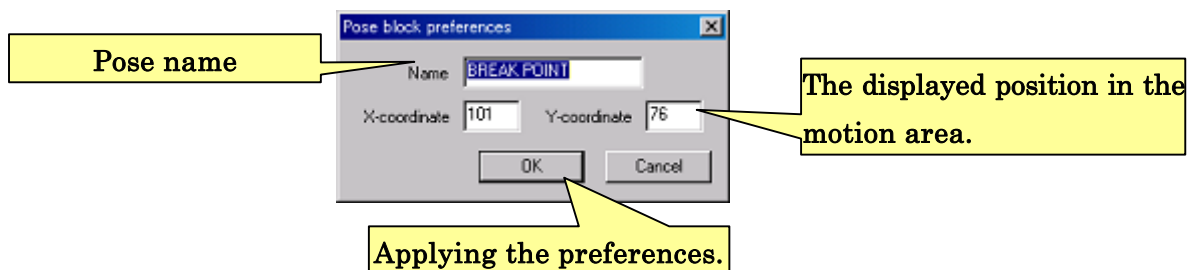 Pose block preferences
Pose name
Name BREAK POINT
The displayed position in the
motion area.
X-coordinate 101 Y-coordinate 76
OK Cancel
Applying the preferences.